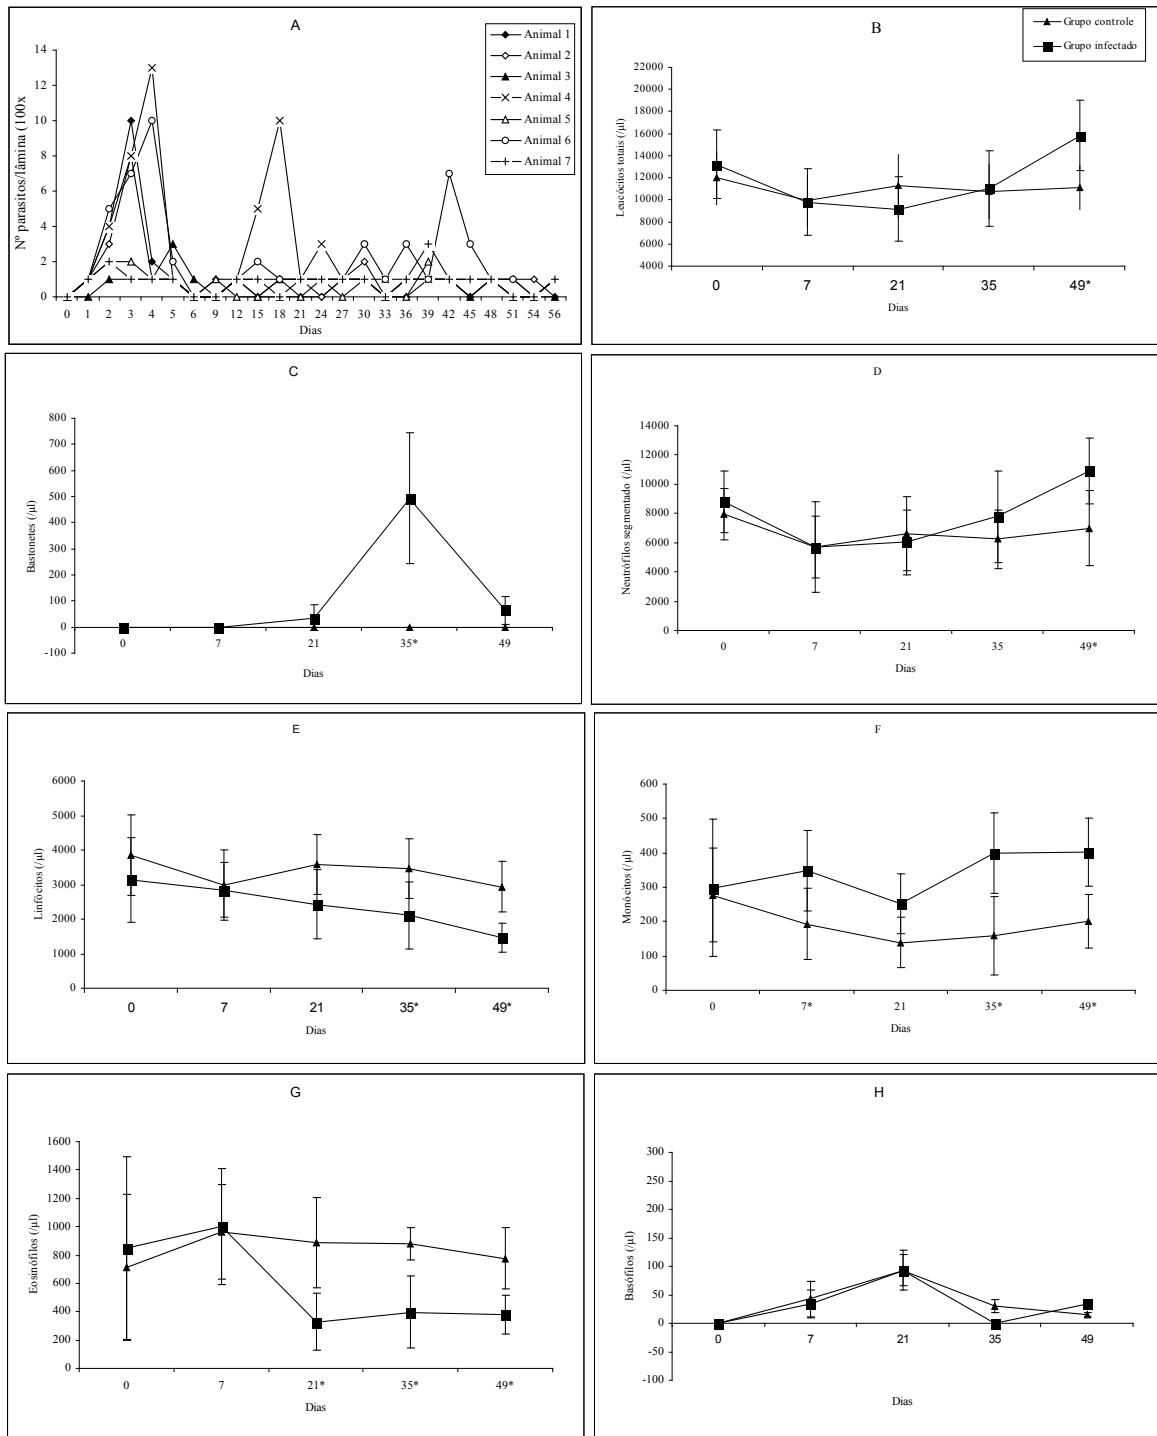 A
Animal 1
Animal 2
Animal 3
Animal 4
Animal 5
Animal 6
Animal 7
Nº parasitos/lâmina (100x
14
12
10
8
6
4
2
0
0 1 2 3 4 5 6 9 12 15 18 21 24 27 30 33 36 39 42 45 48 51 54 56
Dias
B
Grupo controle
Grupo infectado
Leucócitos totais (/µl)
22000
20000
18000
16000
14000
12000
10000
8000
6000
4000
0 7 21 35 49*
Dias
C
Bastonetes (/µl)
800
700
600
500
400
300
200
100
0
-100
0 7 21 35* 49
Dias
D
Neutrófilos segmentado (/µl)
14000
12000
10000
8000
6000
4000
2000
0
0 7 21 35 49*
Dias
E
Linfócitos (/µl)
6000
5000
4000
3000
2000
1000
0
0 7 21 35* 49*
Dias
F
Monócitos (/µl)
600
500
400
300
200
100
0
0 7* 21 35* 49*
Dias
G
Eosinófilos (/µl)
1600
1400
1200
1000
800
600
400
200
0
0 7 21* 35* 49*
Dias
H
Basófilos (/µl)
300
250
200
150
100
50
0
-50
-100
0 7 21 35 49
Dias